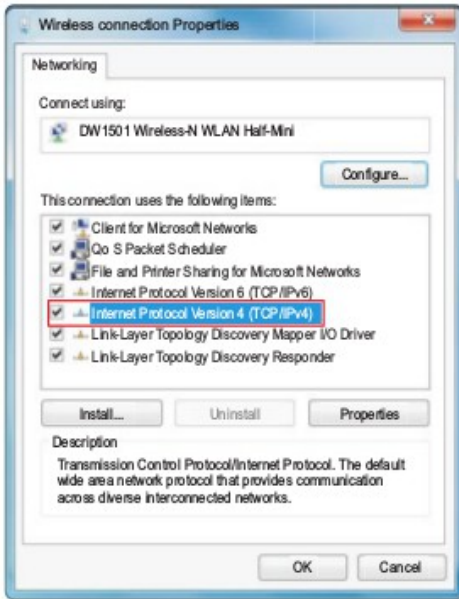 Wireless connection Properties
Networking
Connect using:
DW1501 Wireless-N WLAN Half-Mini
Configure...
This connection uses the following items:
Client for Microsoft Networks
Qo S Packet Scheduler
File and Printer Sharing for Microsoft Networks
Internet Protocol Version 6 (TCP/IPv6)
Internet Protocol Version 4 (TCP/IPv4)
Link-Layer Topology Discovery Mapper I/O Driver
Link-Layer Topology Discovery Responder
Install... Uninstall Properties
Description
Transmission Control Protocol/Internet Protocol. The default
wide area network protocol that provides communication
across diverse interconnected networks.
OK Cancel